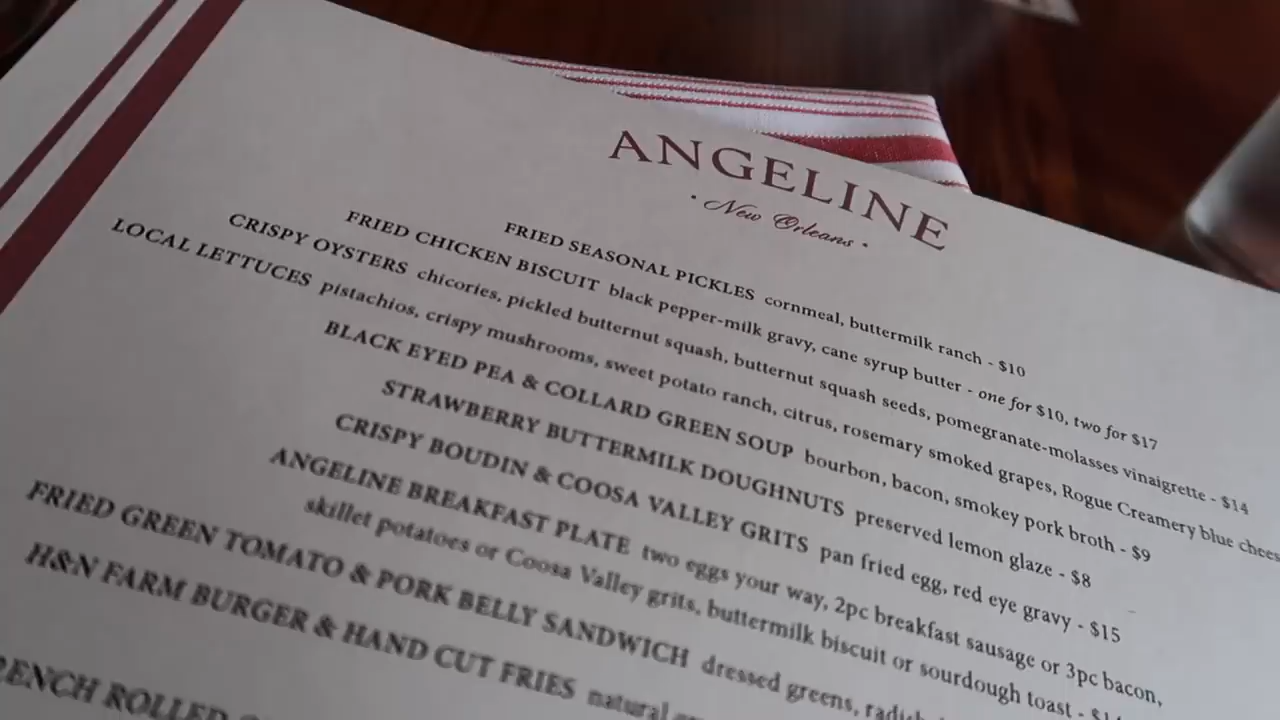 ANGELINE
· New Orleans ·
FRIED SEASONAL PICKLES cornmeal, buttermilk ranch - $10
FRIED CHICKEN BISCUIT black pepper-milk gravy, cane syrup butter - one for $10, two for $17
CRISPY OYSTERS chicories, pickled butternut squash, butternut squash seeds, pomegranate-molasses vinaigrette - $14
LOCAL LETTUCES pistachios, crispy mushrooms, sweet potato ranch, citrus, rosemary smoked grapes, Rogue Creamery blue chees
BLACK EYED PEA & COLLARD GREEN SOUP bourbon, bacon, smokey pork broth - $9
STRAWBERRY BUTTERMILK DOUGHNUTS preserved lemon glaze - $8
CRISPY BOUDIN & COOSA VALLEY GRITS pan fried egg, red eye gravy - $15
ANGELINE BREAKFAST PLATE two eggs your way, 2pc breakfast sausage or 3pc bacon,
skillet potatoes or Coosa Valley grits, buttermilk biscuit or sourdough toast -
FRIED GREEN TOMATO & PORK BELLY SANDWICH dressed greens,
H&N FARM BURGER & HAND CUT FRIES natural
RENCH ROLLED